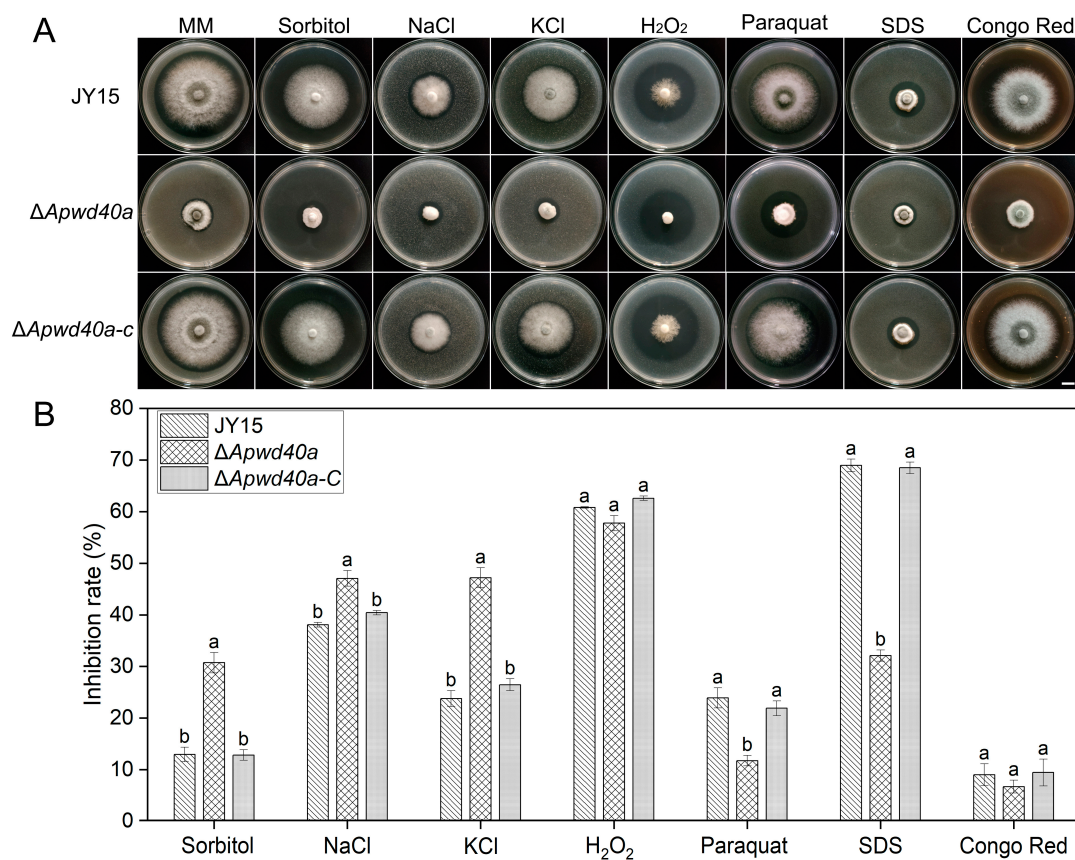 A
MM Sorbitol NaCl KCl H₂O₂ Paraquat SDS Congo Red
JY15
ΔApwd40a
ΔApwd40a-c
B
80
70
60
50
40
30
20
10
0
Inhibition rate (%)
JY15
ΔApwd40a
ΔApwd40a-C
b a b b a b b a b a a a a b a a b a a a a
Sorbitol NaCl KCl H₂O₂ Paraquat SDS Congo Red